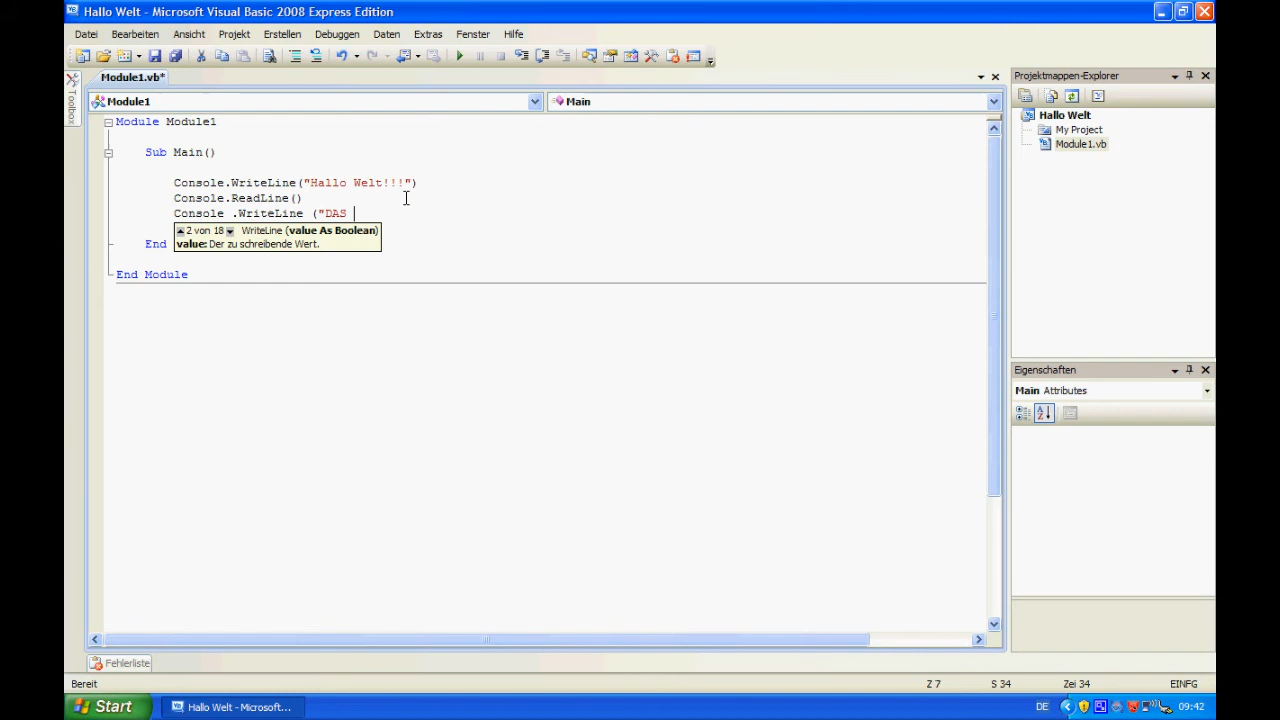 Hallo Welt - Microsoft Visual Basic 2008 Express Edition
Datei Bearbeiten Ansicht Projekt Erstellen Debuggen Daten Extras Fenster Hilfe
Module1.vb*
Toolbox
Module1 Main
Module Module1
Sub Main()
Console.WriteLine("Hallo Welt!!!")
Console.ReadLine()
Console .WriteLine ("DAS
2 von 18 WriteLine (value As Boolean)
value: Der zu schreibende Wert.
End
End Module
Projektmappen-Explorer
Hallo Welt
My Project
Module1.vb
Eigenschaften
Main Attributes
Fehlerliste
Bereit Z 7 S 34 Zei 34 EINFG
Start Hallo Welt - Microsoft... DE 09:42